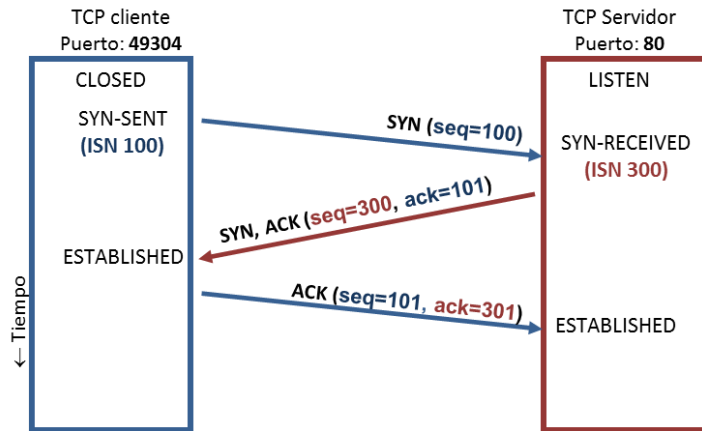 TCP cliente
Puerto: 49304
TCP Servidor
Puerto: 80
CLOSED
LISTEN
SYN-SENT
(ISN 100)
SYN (seq=100)
SYN-RECEIVED
(ISN 300)
SYN, ACK (seq=300, ack=101)
ESTABLISHED
ACK (seq=101, ack=301)
ESTABLISHED
← Tiempo